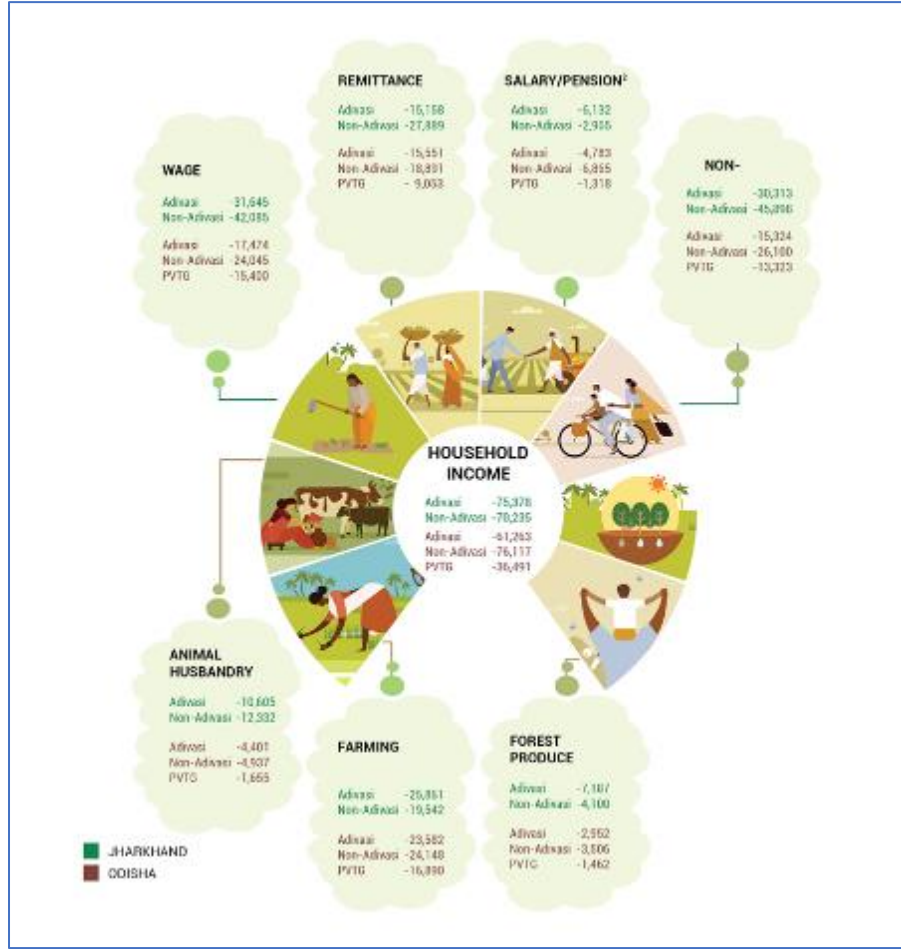 REMITTANCE
Adivasi -15,158
Non-Adivasi -27,889
Adivasi -15,551
Non-Adivasi -18,891
PVTG - 9,053
SALARY/PENSION²
Adivasi -6,132
Non-Adivasi -2,905
Adivasi -4,783
Non-Adivasi -6,855
PVTG -1,318
WAGE
Adivasi -31,645
Non-Adivasi -42,085
Adivasi -17,474
Non-Adivasi -24,045
PVTG -15,400
NON-
Adivasi -30,313
Non-Adivasi -45,896
Adivasi -15,324
Non-Adivasi -26,100
PVTG -13,323
HOUSEHOLD
INCOME
Adivasi -75,378
Non-Adivasi -70,235
Adivasi -61,263
Non-Adivasi -76,117
PVTG -36,491
ANIMAL
HUSBANDRY
Adivasi -10,605
Non-Adivasi -12,332
Adivasi -4,401
Non-Adivasi -4,937
PVTG -1,655
FARMING
Adivasi -25,861
Non-Adivasi -19,542
Adivasi -23,582
Non-Adivasi -24,148
PVTG -16,890
FOREST
PRODUCE
Adivasi
Non-Adivasi -4,100
Adivasi -2,952
Non-Adivasi -3,506
PVTG -1,462
JHARKHAND
ODISHA